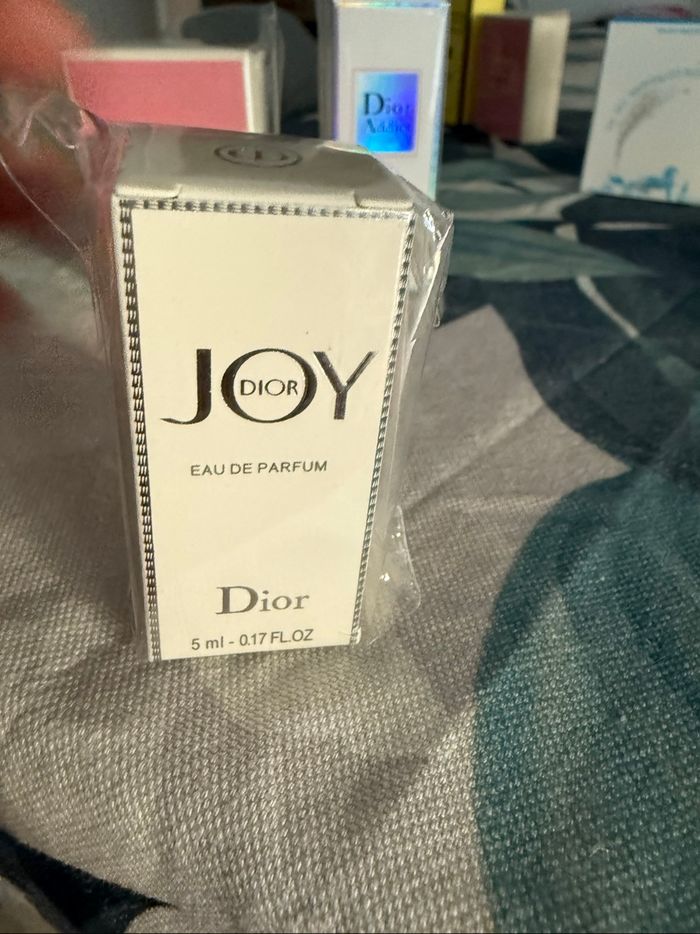 Dior
Addict
JOY
DIOR
EAU DE PARFUM
Dior
5 ml - 0.17 FL.OZ